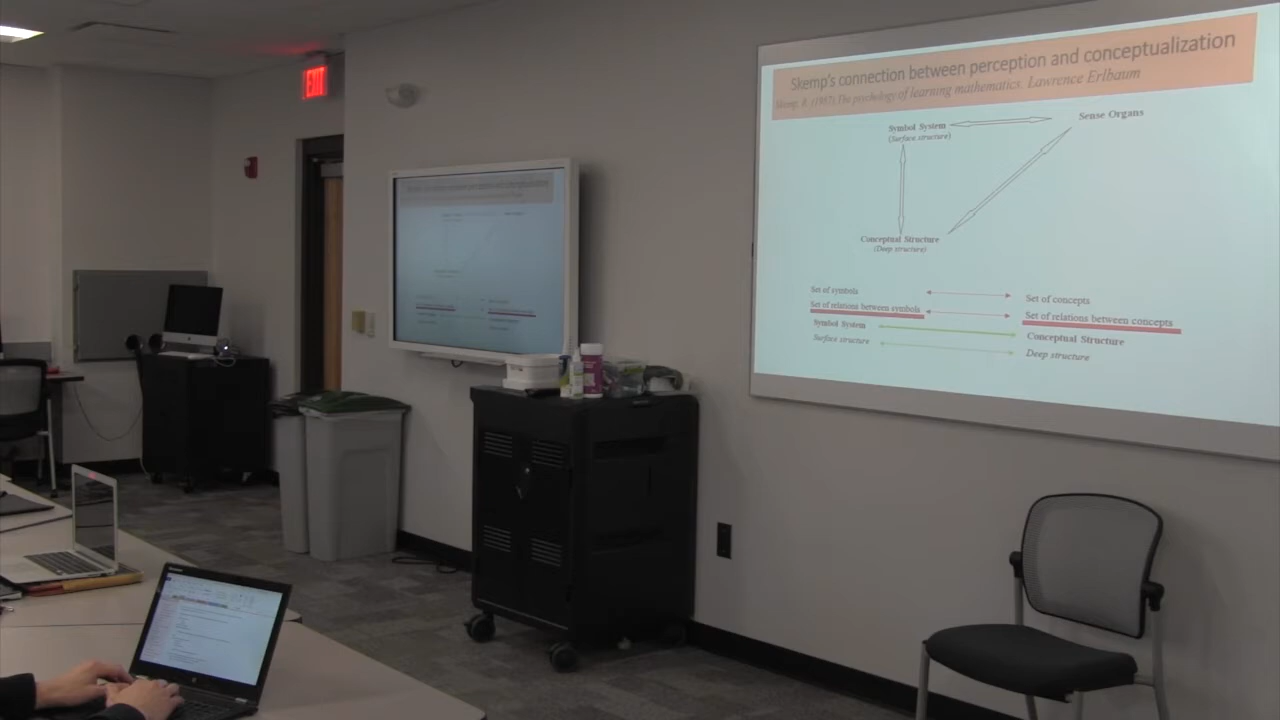 EXIT
Skemp's connection between perception and conceptualization
Skemp, R. (1987) The psychology of learning mathematics. Lawrence Erlbaum
Symbol System
(Surface structure)
Sense Organs
Conceptual Structure
(Deep structure)
Set of symbols
Set of concepts
Set of relations between symbols
Set of relations between concepts
Symbol System
Conceptual Structure
Surface structure
Deep structure